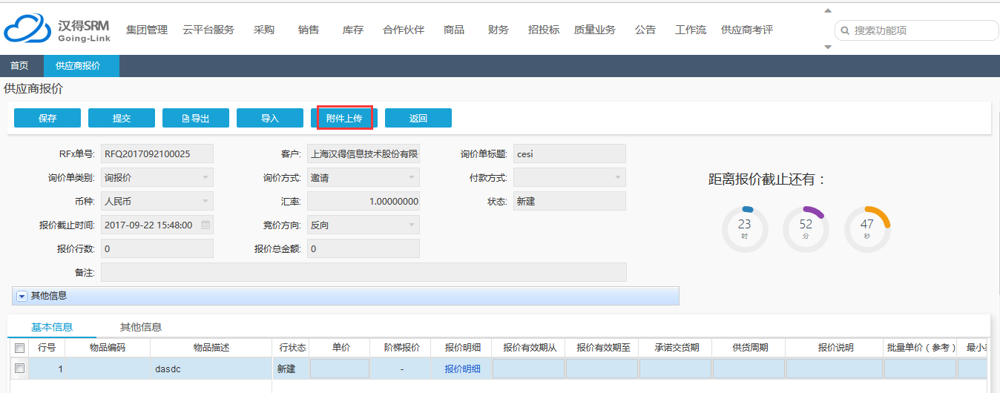 汉得SRM
Going-Link
集团管理 云平台服务 采购 销售 库存 合作伙伴 商品 财务 招投标 质量业务 公告 工作流 供应商考评
搜索功能项
首页 供应商报价
供应商报价
保存 提交 导出 导入 附件上传 返回
RFx单号: RFQ2017092100025 客户: 上海汉得信息技术股份有限 询价单标题: cesi
询价单类别: 询报价 询价方式: 邀请 付款方式:
币种: 人民币 汇率: 1.00000000 状态: 新建
报价截止时间: 2017-09-22 15:48:00 竞价方向: 反向
报价行数: 0 报价总金额: 0
备注:
距离报价截止还有：
23 52 47
时 分 秒
其他信息
基本信息 其他信息
行号 物品编码 物品描述 行状态 单价 阶梯报价 报价明细 报价有效期从 报价有效期至 承诺交货期 供货周期 报价说明 批量单价（参考） 最小
1 dasdc 新建 - 报价明细